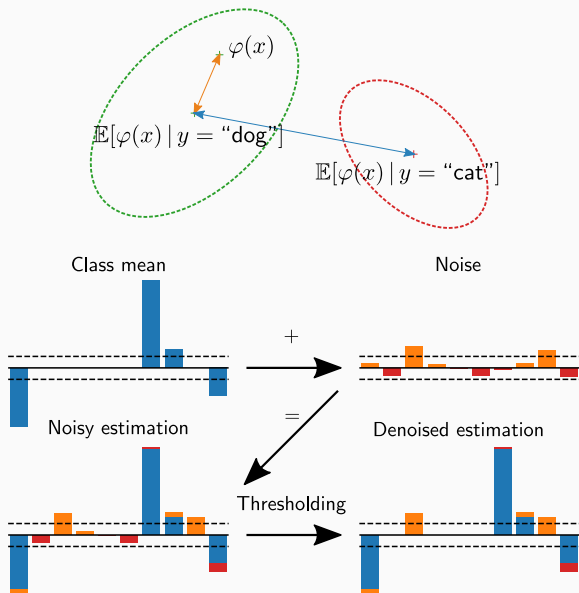 φ(x)
𝔼[φ(x) | y = “dog”]
𝔼[φ(x) | y = “cat”]
Class mean
Noise
+
=
Noisy estimation
Denoised estimation
Thresholding